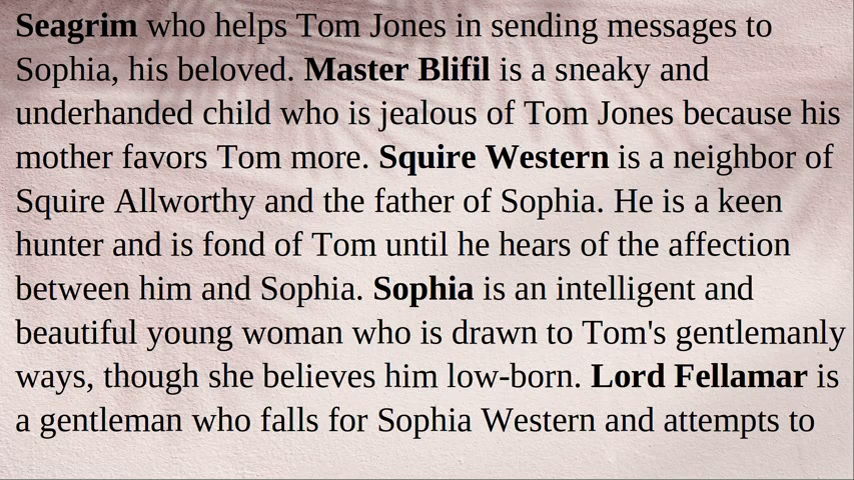 Seagrim who helps Tom Jones in sending messages to
Sophia, his beloved. Master Blifil is a sneaky and
underhanded child who is jealous of Tom Jones because his
mother favors Tom more. Squire Western is a neighbor of
Squire Allworthy and the father of Sophia. He is a keen
hunter and is fond of Tom until he hears of the affection
between him and Sophia. Sophia is an intelligent and
beautiful young woman who is drawn to Tom's gentlemanly
ways, though she believes him low-born. Lord Fellamar is
a gentleman who falls for Sophia Western and attempts to